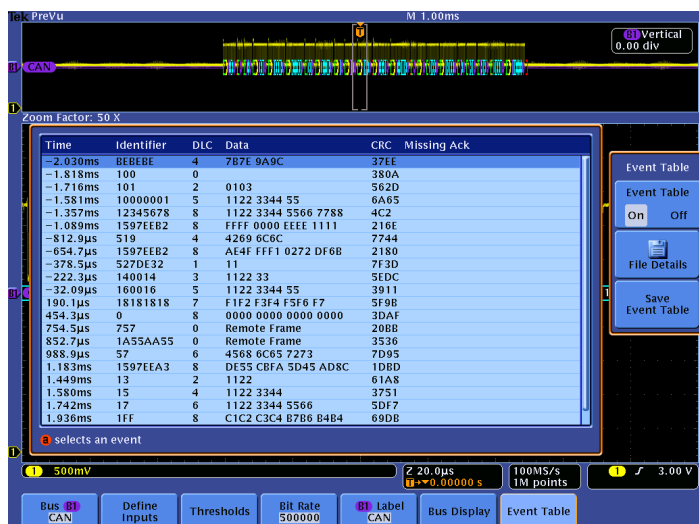 Tek PreVu M 1.00ms
B1 Vertical
0.00 div
B1 CAN
1
Zoom Factor: 50 X
Time Identifier DLC Data CRC Missing Ack
−2.030ms BEBEBE 4 7B7E 9A9C 37EE
−1.818ms 100 0 380A
−1.716ms 101 2 0103 562D
−1.581ms 10000001 5 1122 3344 55 6A65
−1.357ms 12345678 8 1122 3344 5566 7788 4C2
−1.089ms 1597EEB2 8 FFFF 0000 EEEE 1111 216E
−812.9µs 519 4 4269 6C6C 7744
−654.7µs 1597EEB2 8 AE4F FFF1 0272 DF6B 2180
−378.5µs 527DE32 1 11 7F3D
−222.3µs 140014 3 1122 33 5EDC
−32.09µs 160016 5 1122 3344 55 3911
190.1µs 18181818 7 F1F2 F3F4 F5F6 F7 5F9B
454.3µs 0 8 0000 0000 0000 0000 3DAF
754.5µs 757 0 Remote Frame 20BB
852.7µs 1A55AA55 0 Remote Frame 3536
988.9µs 57 6 4568 6C65 7273 7D95
1.183ms 1597EEA3 8 DE55 CBFA 5D45 AD8C 1DBD
1.449ms 13 2 1122 61A8
1.580ms 15 4 1122 3344 3751
1.742ms 17 6 1122 3344 5566 5DF7
1.936ms 1FF 8 C1C2 C3C4 B7B6 B4B4 69DB
a selects an event
Event Table
Event Table
On Off
File Details
Save
Event Table
B1
1
1 500mV
Z 20.0µs
T→▼0.00000 s
100MS/s
1M points
1 3.00 V
Bus B1
CAN
Define
Inputs
Thresholds
Bit Rate
500000
B1 Label
CAN
Bus Display
Event Table